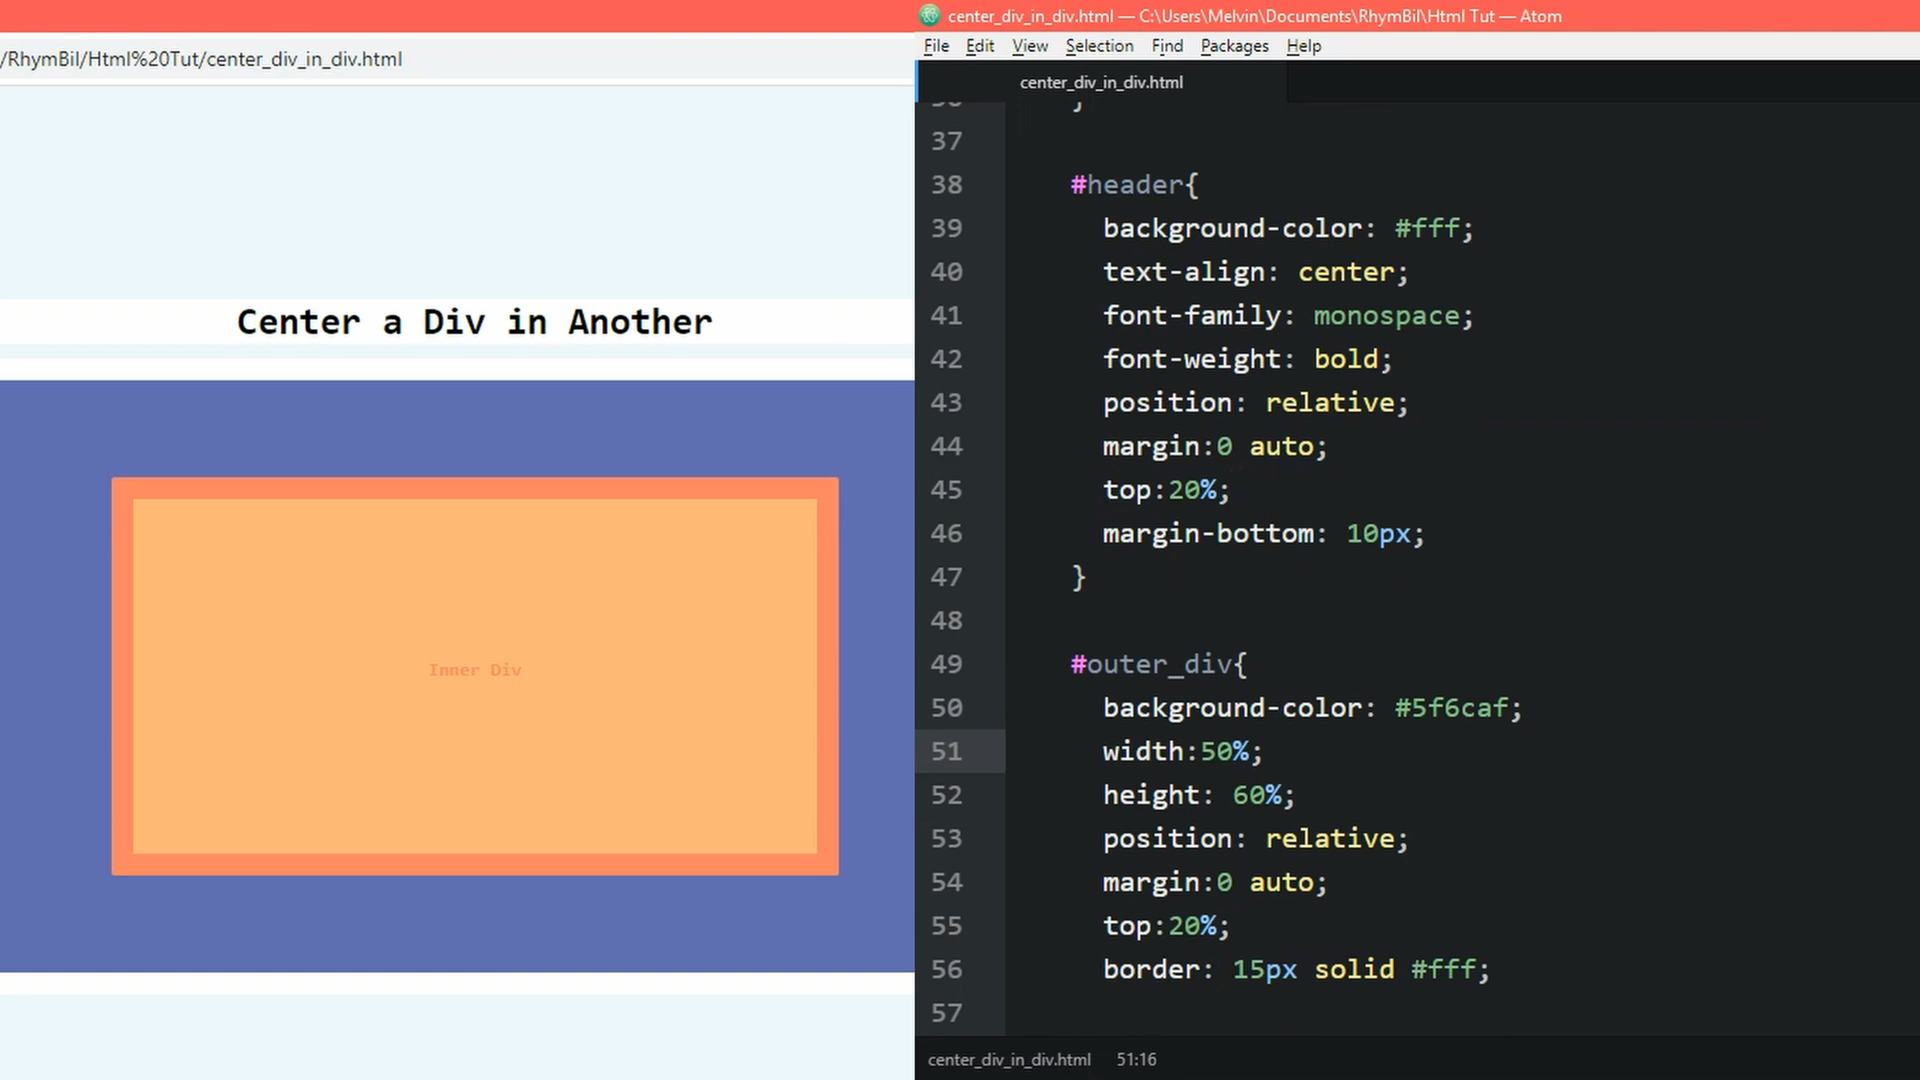 /RhymBil/Html%20Tut/center_div_in_div.html
Center a Div in Another
Inner Div
center_div_in_div.html — C:\Users\Melvin\Documents\RhymBil\Html Tut — Atom
File Edit View Selection Find Packages Help
center_div_in_div.html
37
38 #header{
39 background-color: #fff;
40 text-align: center;
41 font-family: monospace;
42 font-weight: bold;
43 position: relative;
44 margin:0 auto;
45 top:20%;
46 margin-bottom: 10px;
47 }
48
49 #outer_div{
50 background-color: #5f6caf;
51 width:50%;
52 height: 60%;
53 position: relative;
54 margin:0 auto;
55 top:20%;
56 border: 15px solid #fff;
57
center_div_in_div.html 51:16